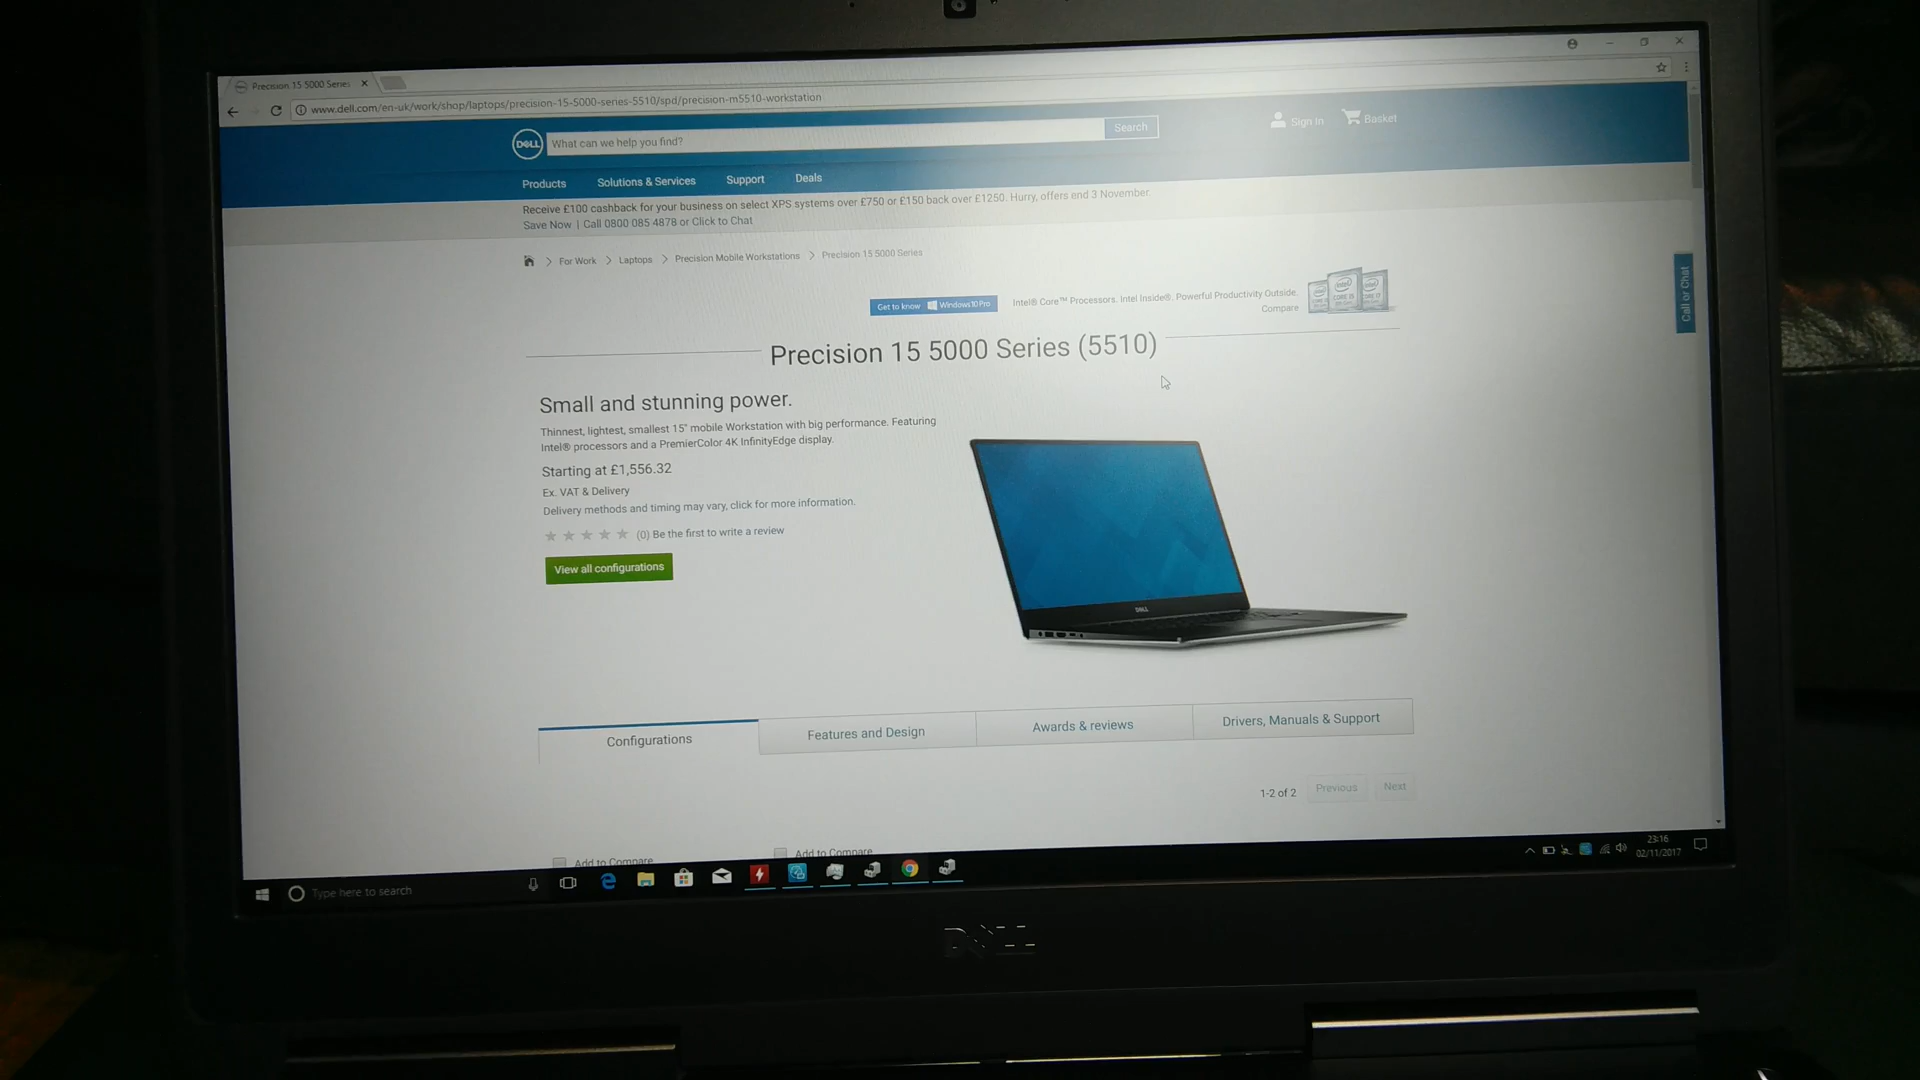 Precision 15 5000 Series
www.dell.com/en-uk/work/shop/laptops/precision-15-5000-series-5510/spd/precision-m5510-workstation
DELL
What can we help you find?
Search
Sign In
Basket
Products
Solutions & Services
Support
Deals
Receive £100 cashback for your business on select XPS systems over £750 or £150 back over £1250. Hurry, offers end 3 November.
Save Now | Call 0800 085 4878 or Click to Chat
For Work > Laptops > Precision Mobile Workstations > Precision 15 5000 Series
Get to know Windows 10 Pro
Intel® Core™ Processors. Intel Inside®. Powerful Productivity Outside.
Compare
Call or Chat
Precision 15 5000 Series (5510)
Small and stunning power.
Thinnest, lightest, smallest 15" mobile Workstation with big performance. Featuring
Intel® processors and a PremierColor 4K InfinityEdge display.
Starting at £1,556.32
Ex. VAT & Delivery
Delivery methods and timing may vary, click for more information.
(0) Be the first to write a review
View all configurations
DELL
Configurations
Features and Design
Awards & reviews
Drivers, Manuals & Support
1-2 of 2
Previous
Next
Add to Compare
Add to Compare
Type here to search
23:16
02/11/2017
DELL